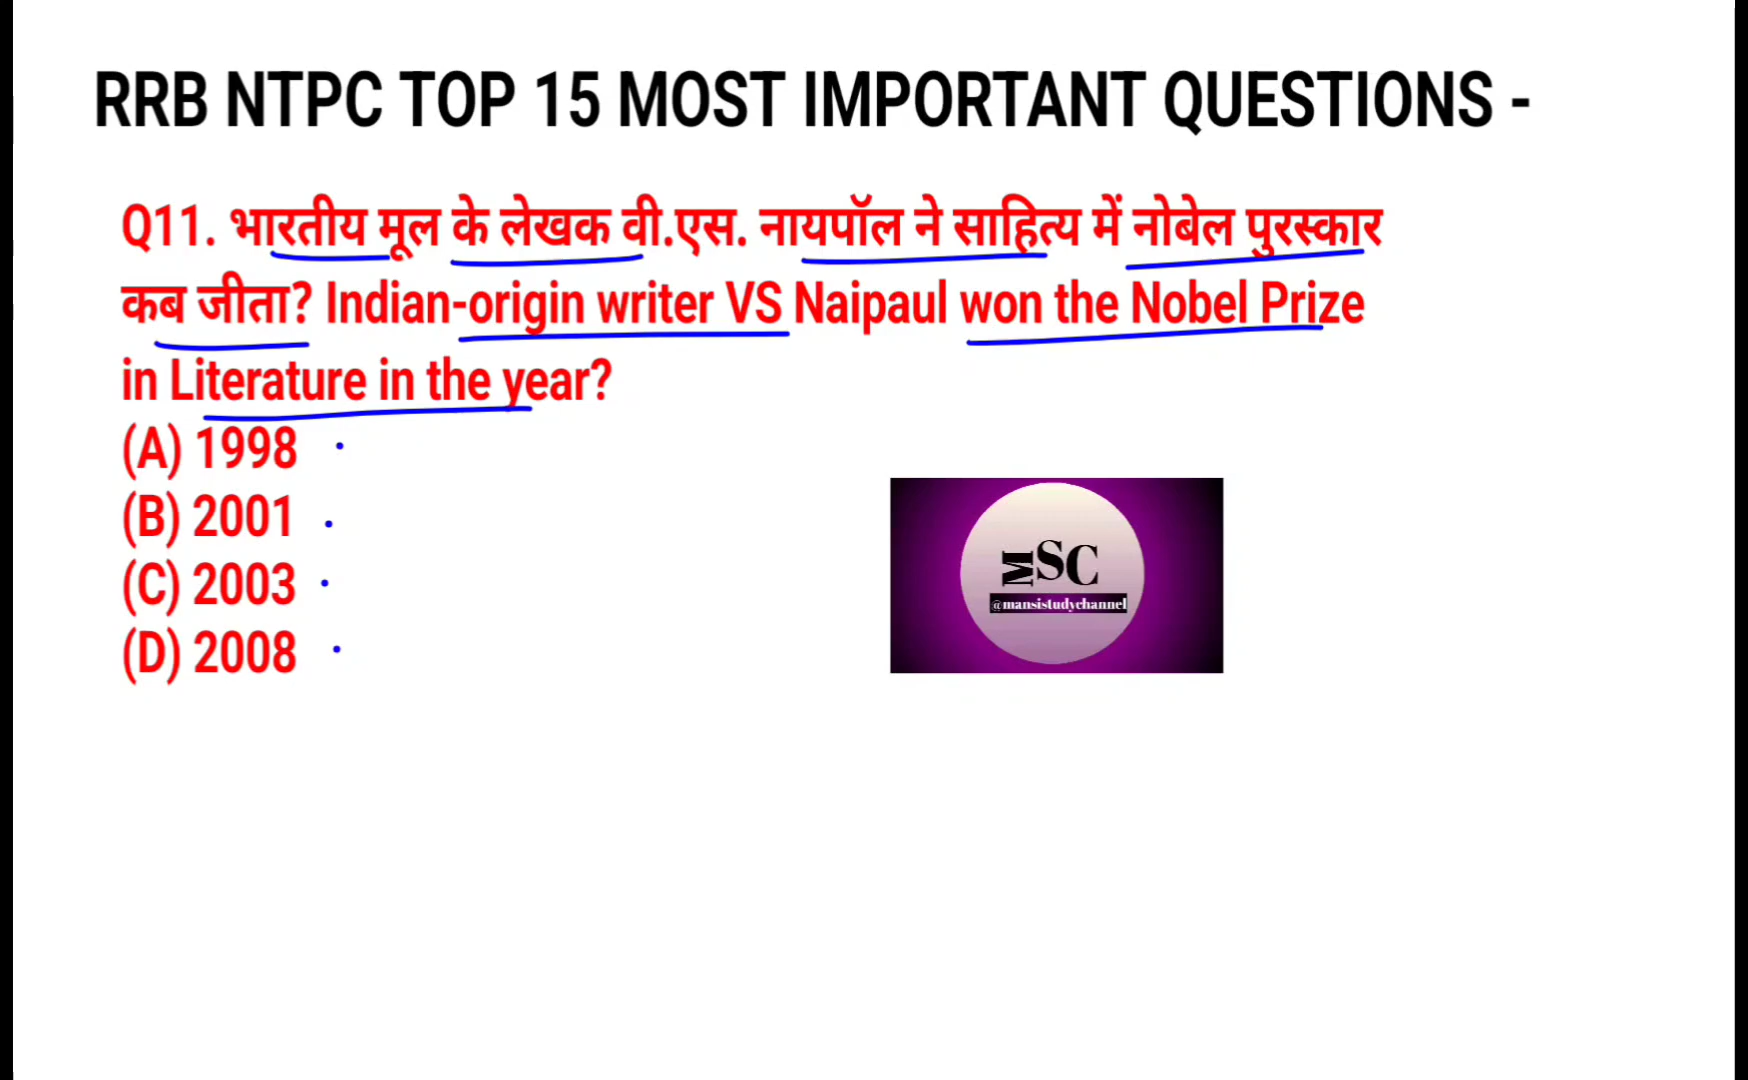 RRB NTPC TOP 15 MOST IMPORTANT QUESTIONS -
Q11. भारतीय मूल के लेखक वी.एस. नायपॉल ने साहित्य में नोबेल पुरस्कार
कब जीता? Indian-origin writer VS Naipaul won the Nobel Prize
in Literature in the year?
(A) 1998
(B) 2001
(C) 2003
(D) 2008
MSC
@mansistudychannel